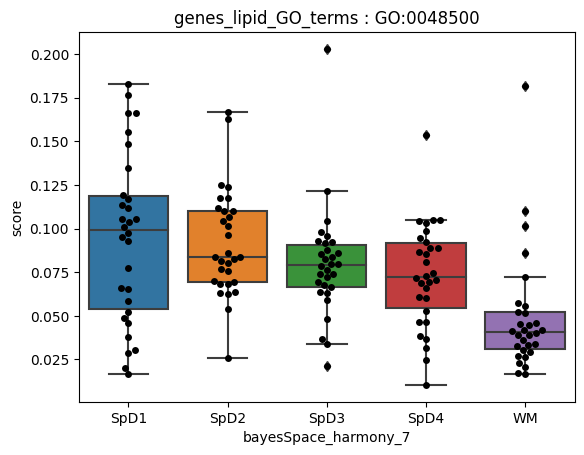 genes_lipid_GO_terms : GO:0048500
score
0.200
0.175
0.150
0.125
0.100
0.075
0.050
0.025
SpD1 SpD2 SpD3 SpD4 WM
bayesSpace_harmony_7